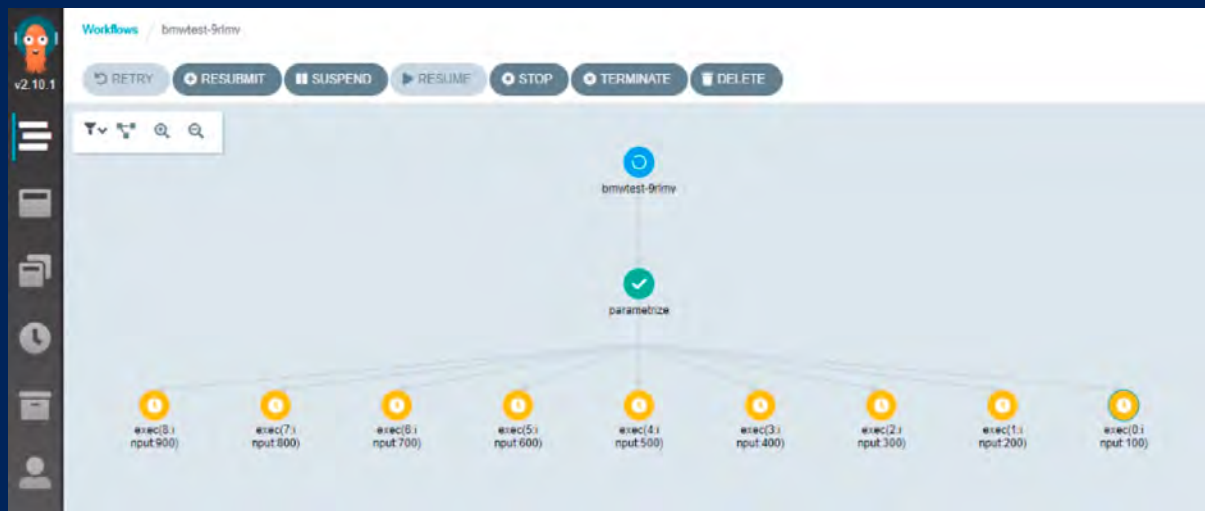 Workflows / bmwtest-9rlmv
v2.10.1
RETRY RESUBMIT SUSPEND RESUME STOP TERMINATE DELETE
bmwtest-9rlmv
parametrize
exec(8:i exec(7:i exec(6:i exec(5:i exec(4:i exec(3:i exec(2:i exec(1:i exec(0:i
nput:900) nput:800) nput:700) nput:600) nput:500) nput:400) nput:300) nput:200) nput:100)